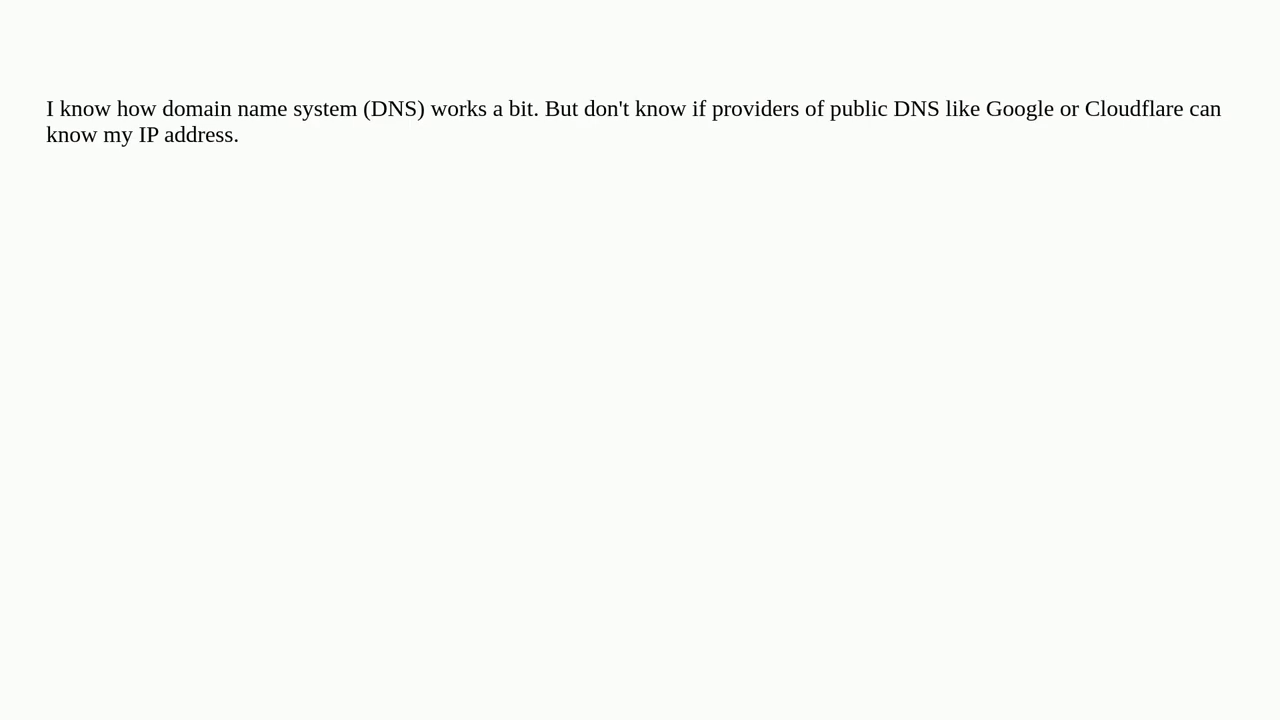 I know how domain name system (DNS) works a bit. But don't know if providers of public DNS like Google or Cloudflare can
know my IP address.